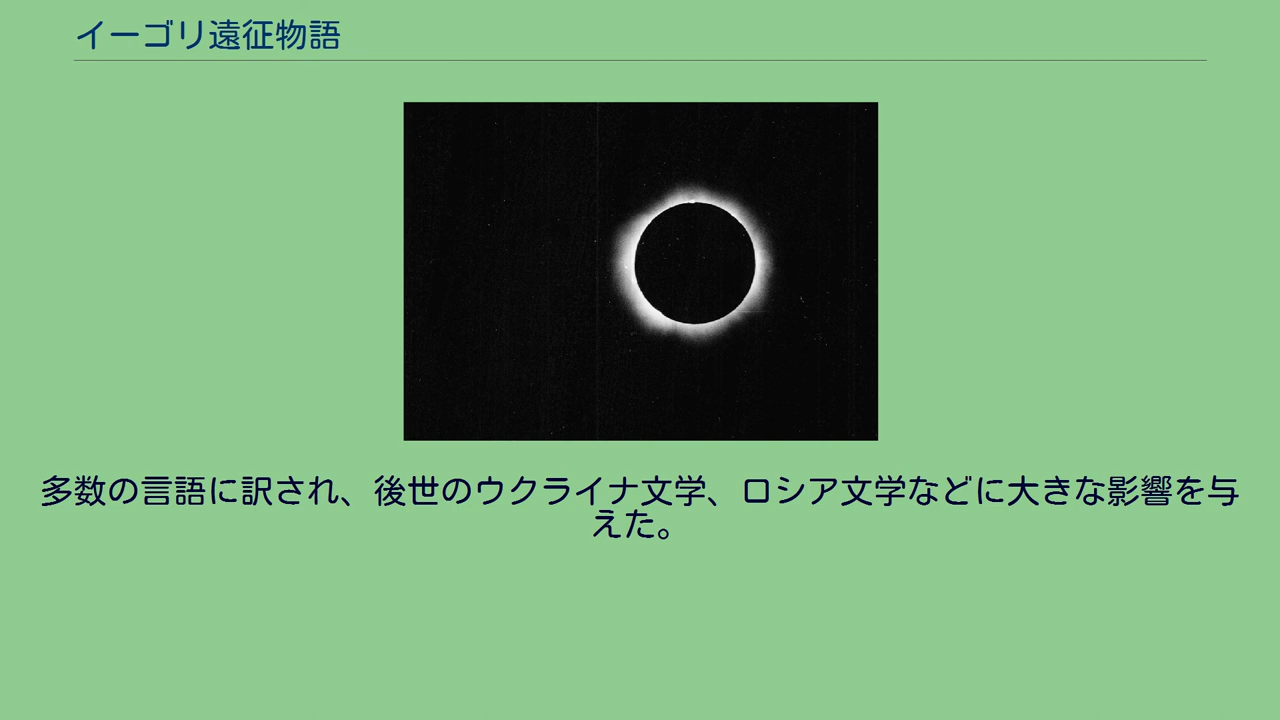 イーゴリ遠征物語
多数の言語に訳され、後世のウクライナ文学、ロシア文学などに大きな影響を与
えた。